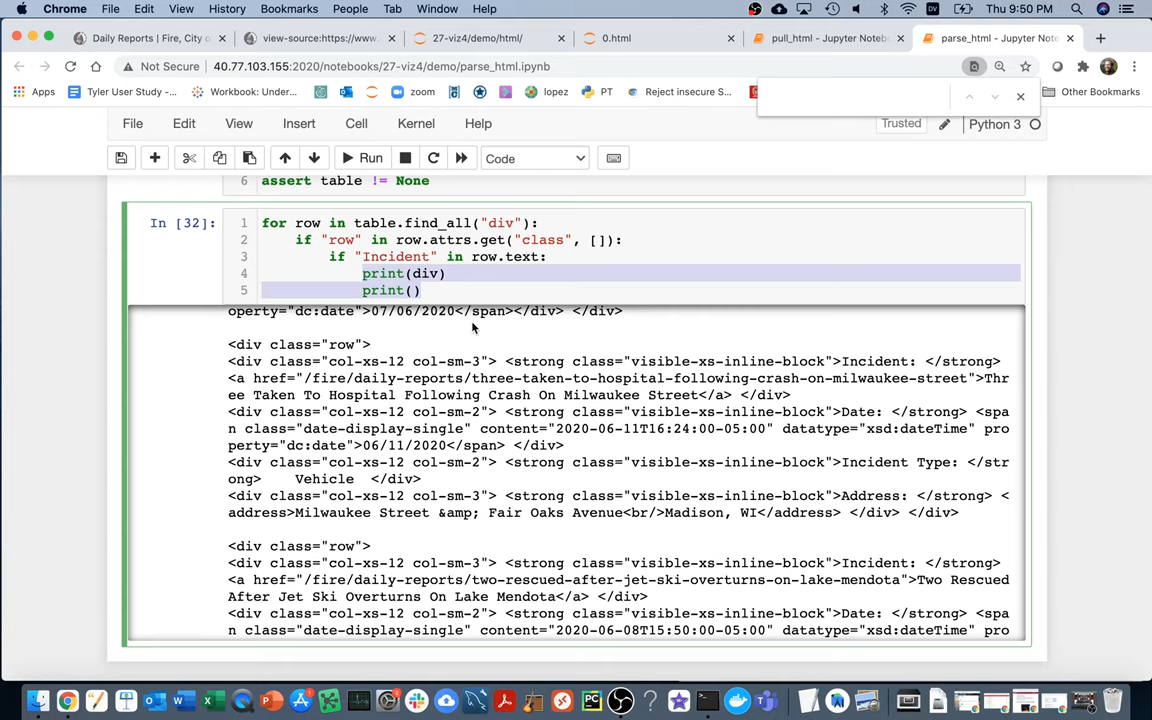 Chrome File Edit View History Bookmarks People Tab Window Help Thu 9:50 PM
Daily Reports | Fire, City o view-source:https://www. 27-viz4/demo/html/ 0.html pull_html - Jupyter Notebo parse_html - Jupyter Note
Not Secure 40.77.103.155:2020/notebooks/27-viz4/demo/parse_html.ipynb
Apps Tyler User Study -... Workbook: Under... zoom lopez PT Reject insecure S... Other Bookmarks
File Edit View Insert Cell Kernel Help Trusted Python 3
Run Code
6 assert table != None
In [32]: 1 for row in table.find_all("div"):
2 if "row" in row.attrs.get("class", []):
3 if "Incident" in row.text:
4 print(div)
5 print()
operty="dc:date">07/06/2020</span></div> </div>
<div class="row">
<div class="col-xs-12 col-sm-3"> <strong class="visible-xs-inline-block">Incident: </strong>
<a href="/fire/daily-reports/three-taken-to-hospital-following-crash-on-milwaukee-street">Thr
ee Taken To Hospital Following Crash On Milwaukee Street</a> </div>
<div class="col-xs-12 col-sm-2"> <strong class="visible-xs-inline-block">Date: </strong> <spa
n class="date-display-single" content="2020-06-11T16:24:00-05:00" datatype="xsd:dateTime" pro
perty="dc:date">06/11/2020</span> </div>
<div class="col-xs-12 col-sm-2"> <strong class="visible-xs-inline-block">Incident Type: </str
ong> Vehicle </div>
<div class="col-xs-12 col-sm-3"> <strong class="visible-xs-inline-block">Address: </strong> <
address>Milwaukee Street &amp; Fair Oaks Avenue<br/>Madison, WI</address> </div> </div>
<div class="row">
<div class="col-xs-12 col-sm-3"> <strong class="visible-xs-inline-block">Incident: </strong>
<a href="/fire/daily-reports/two-rescued-after-jet-ski-overturns-on-lake-mendota">Two Rescued
After Jet Ski Overturns On Lake Mendota</a> </div>
<div class="col-xs-12 col-sm-2"> <strong class="visible-xs-inline-block">Date: </strong> <spa
n class="date-display-single" content="2020-06-08T15:50:00-05:00" datatype="xsd:dateTime" pro